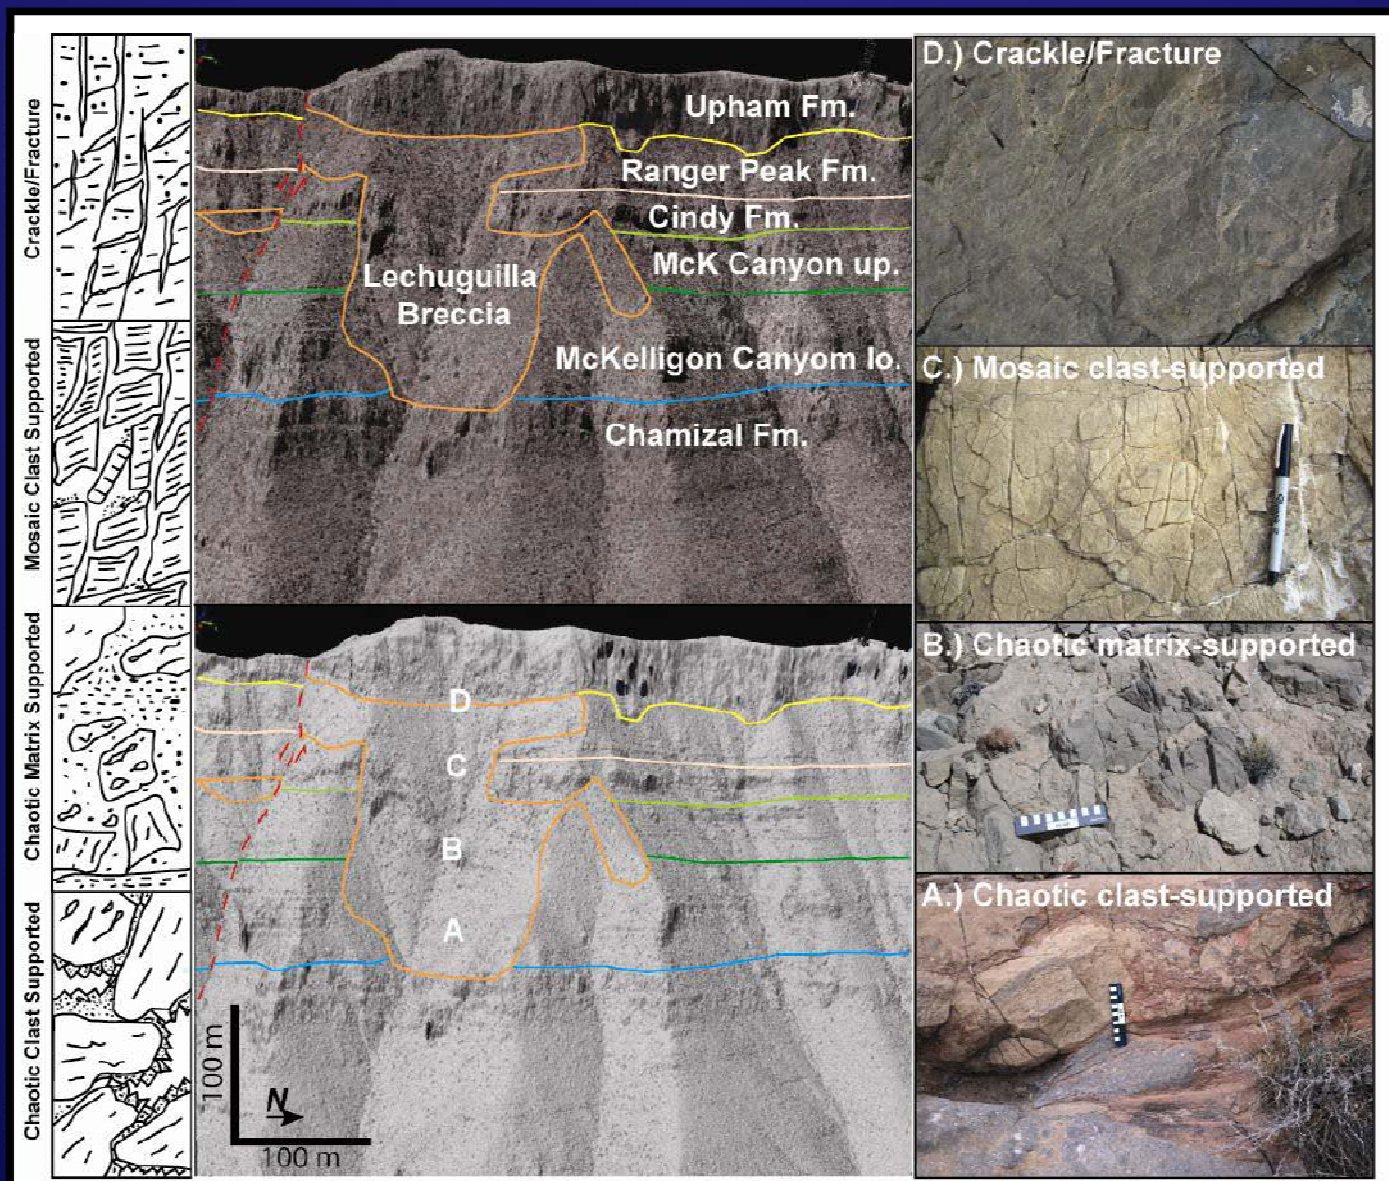 Crackle/Fracture
Mosaic Clast Supported
Chaotic Matrix Supported
Chaotic Clast Supported
Upham Fm.
Ranger Peak Fm.
Cindy Fm.
McK Canyon up.
Lechuguilla
Breccia
McKelligon Canyom lo.
Chamizal Fm.
D
C
B
A
100 m
N
100 m
D.) Crackle/Fracture
C.) Mosaic clast-supported
B.) Chaotic matrix-supported
A.) Chaotic clast-supported